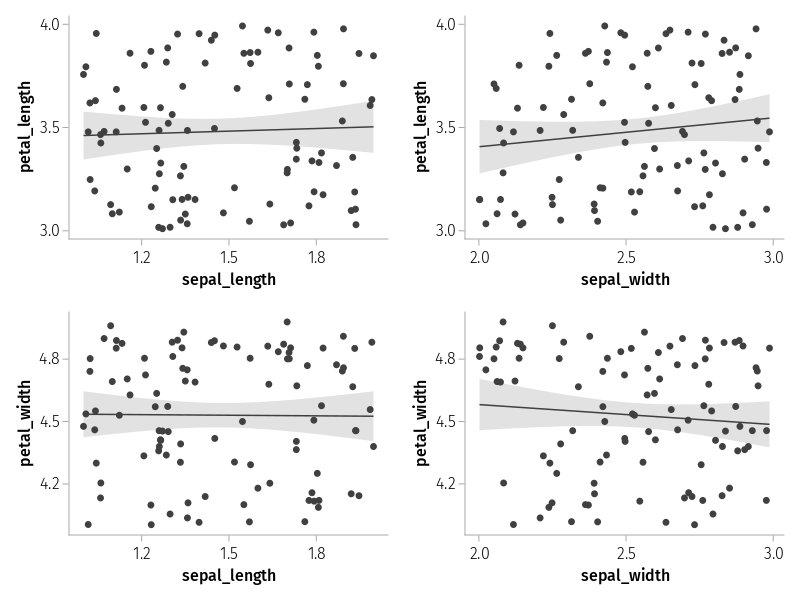 4.0
3.5
3.0
petal_length
1.2 1.5 1.8
sepal_length
4.0
3.5
3.0
petal_length
2.0 2.5 3.0
sepal_width
4.8
4.5
4.2
petal_width
1.2 1.5 1.8
sepal_length
4.8
4.5
4.2
petal_width
2.0 2.5 3.0
sepal_width